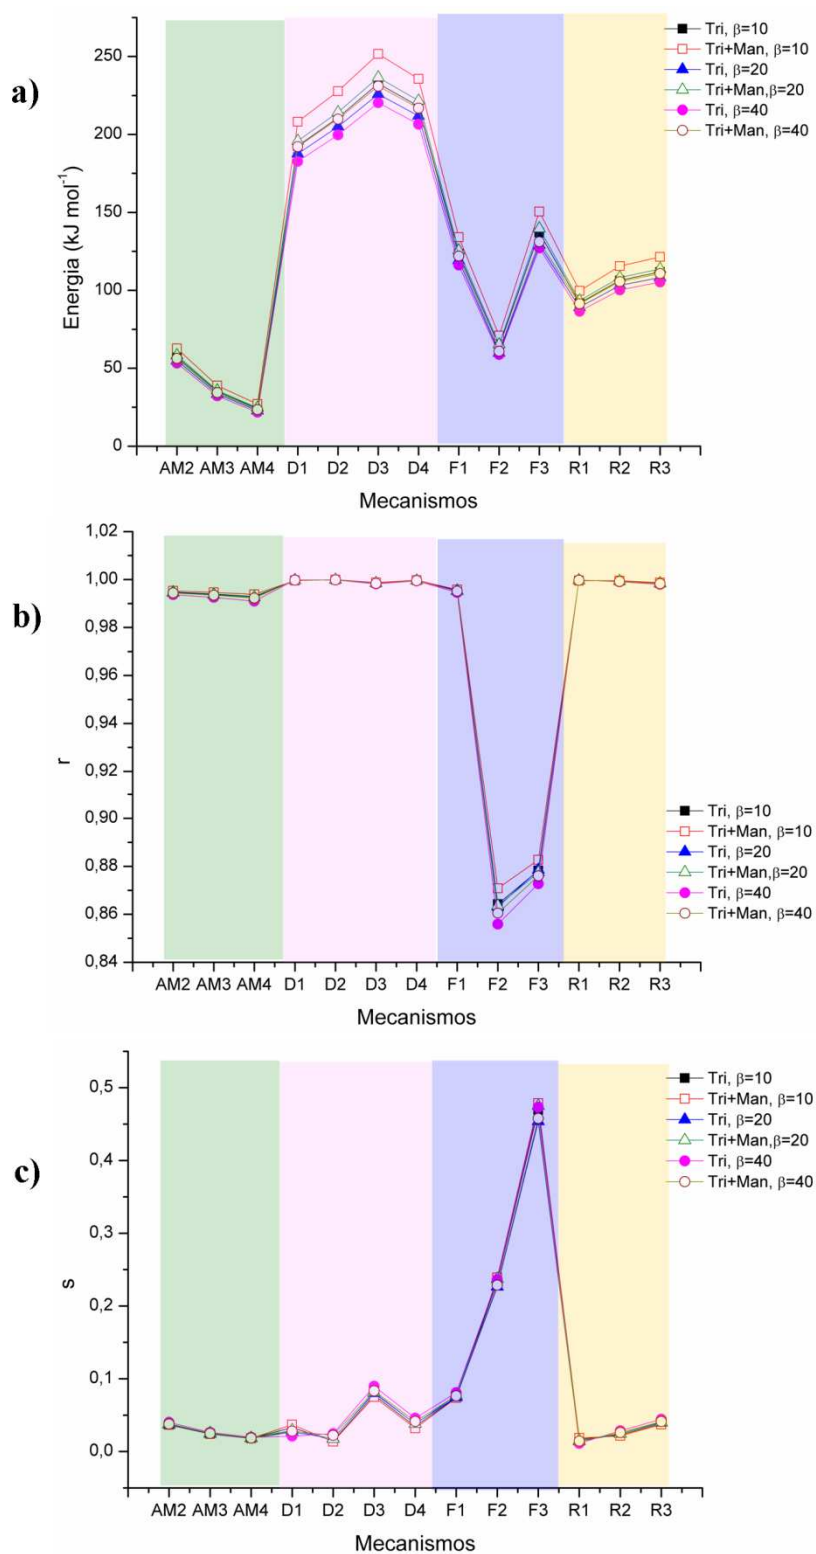 a)
Energia (kJ mol⁻¹)
250
200
150
100
50
0
AM2 AM3 AM4 D1 D2 D3 D4 F1 F2 F3 R1 R2 R3
Mecanismos
Tri, β=10
Tri+Man, β=10
Tri, β=20
Tri+Man,β=20
Tri, β=40
Tri+Man, β=40
b)
r
1,02
1,00
0,98
0,96
0,94
0,92
0,90
0,88
0,86
0,84
AM2 AM3 AM4 D1 D2 D3 D4 F1 F2 F3 R1 R2 R3
Mecanismos
Tri, β=10
Tri+Man, β=10
Tri, β=20
Tri+Man,β=20
Tri, β=40
Tri+Man, β=40
c)
s
0,5
0,4
0,3
0,2
0,1
0,0
AM2 AM3 AM4 D1 D2 D3 D4 F1 F2 F3 R1 R2 R3
Mecanismos
Tri, β=10
Tri+Man, β=10
Tri, β=20
Tri+Man,β=20
Tri, β=40
Tri+Man, β=40